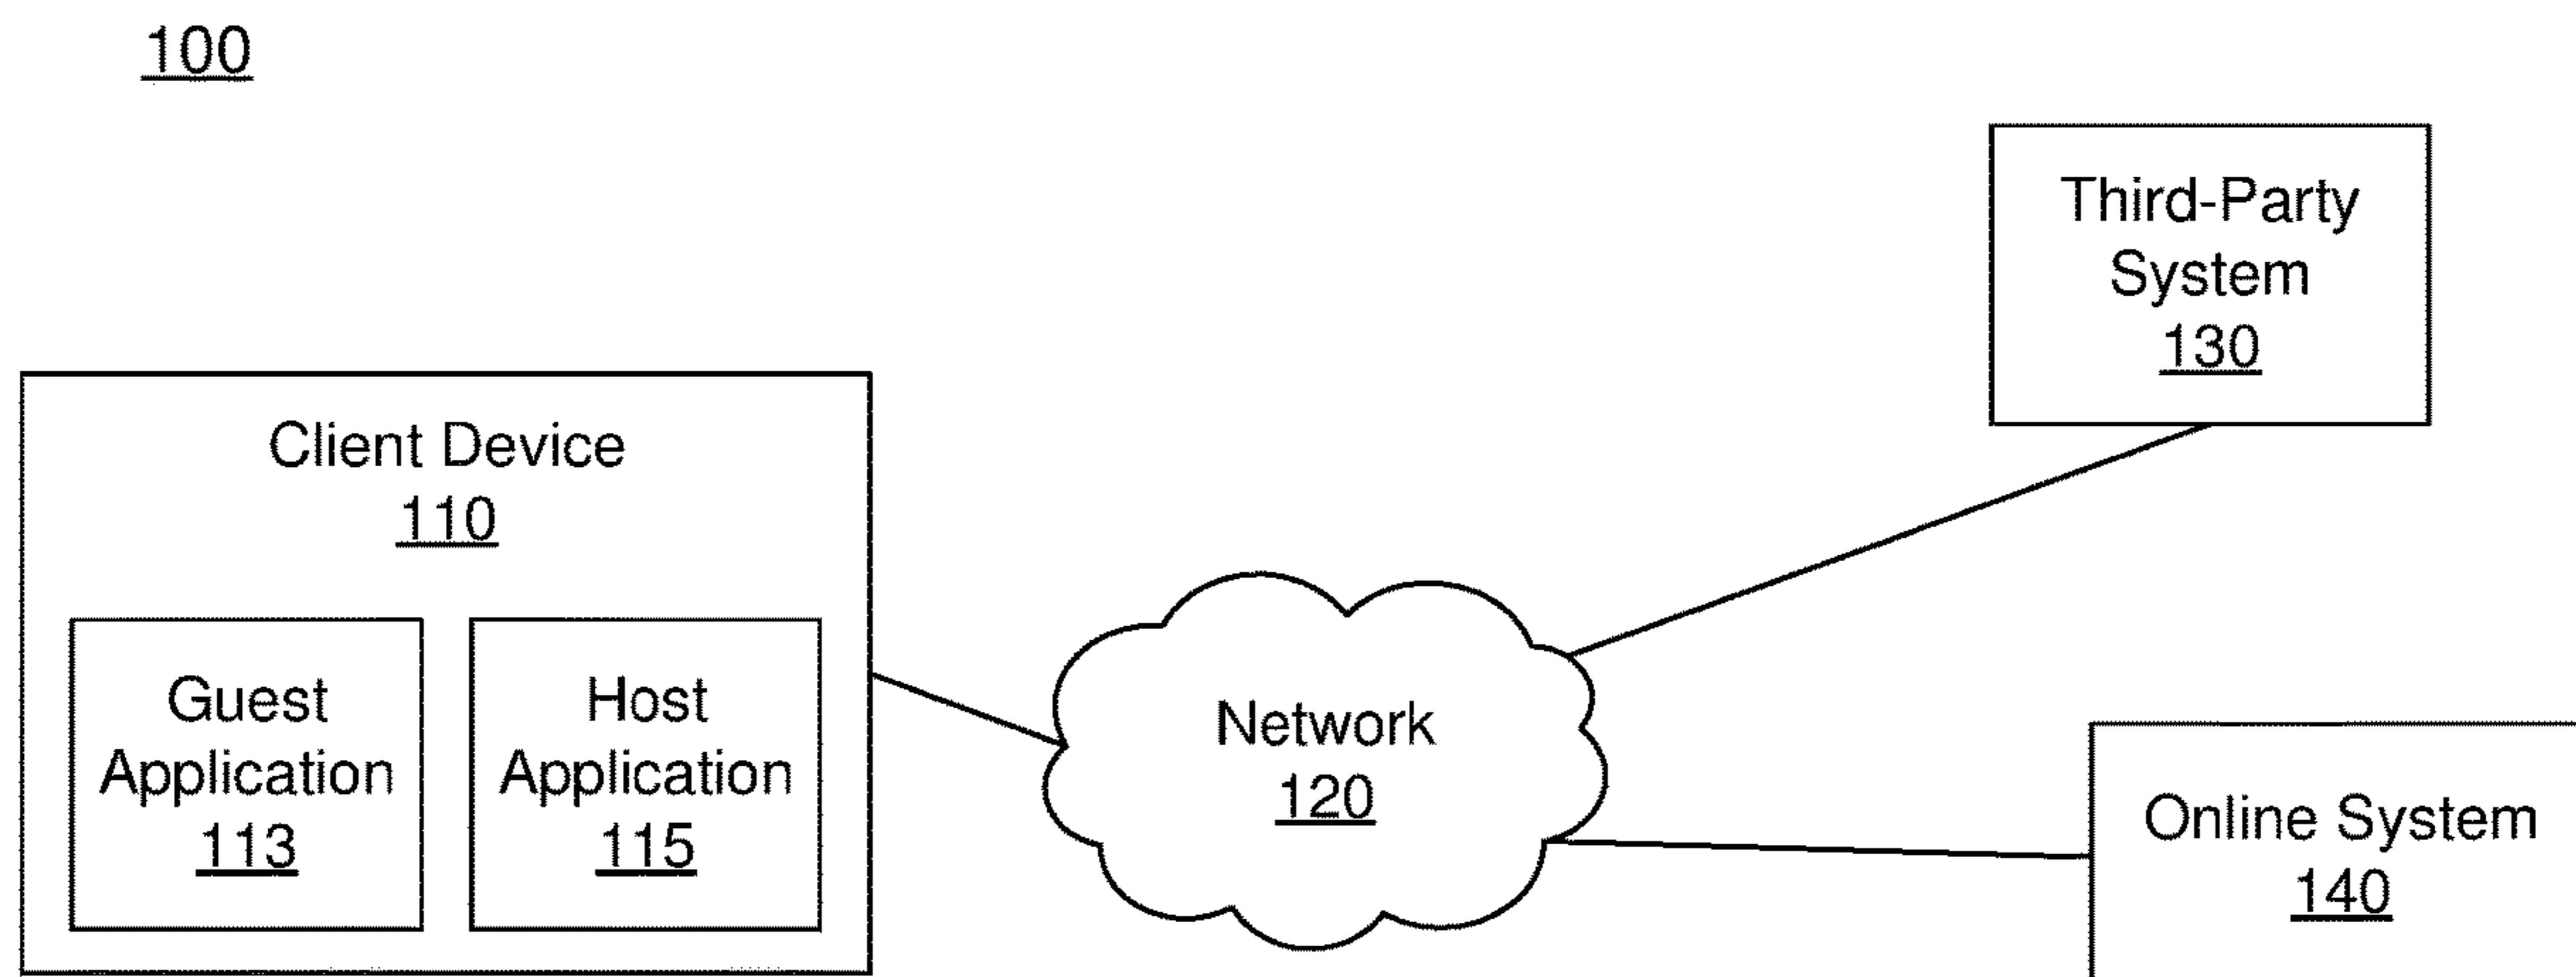 100
Third-Party
System
130
Client Device
110
Guest
Application
113
Host
Application
115
Network
120
Online System
140